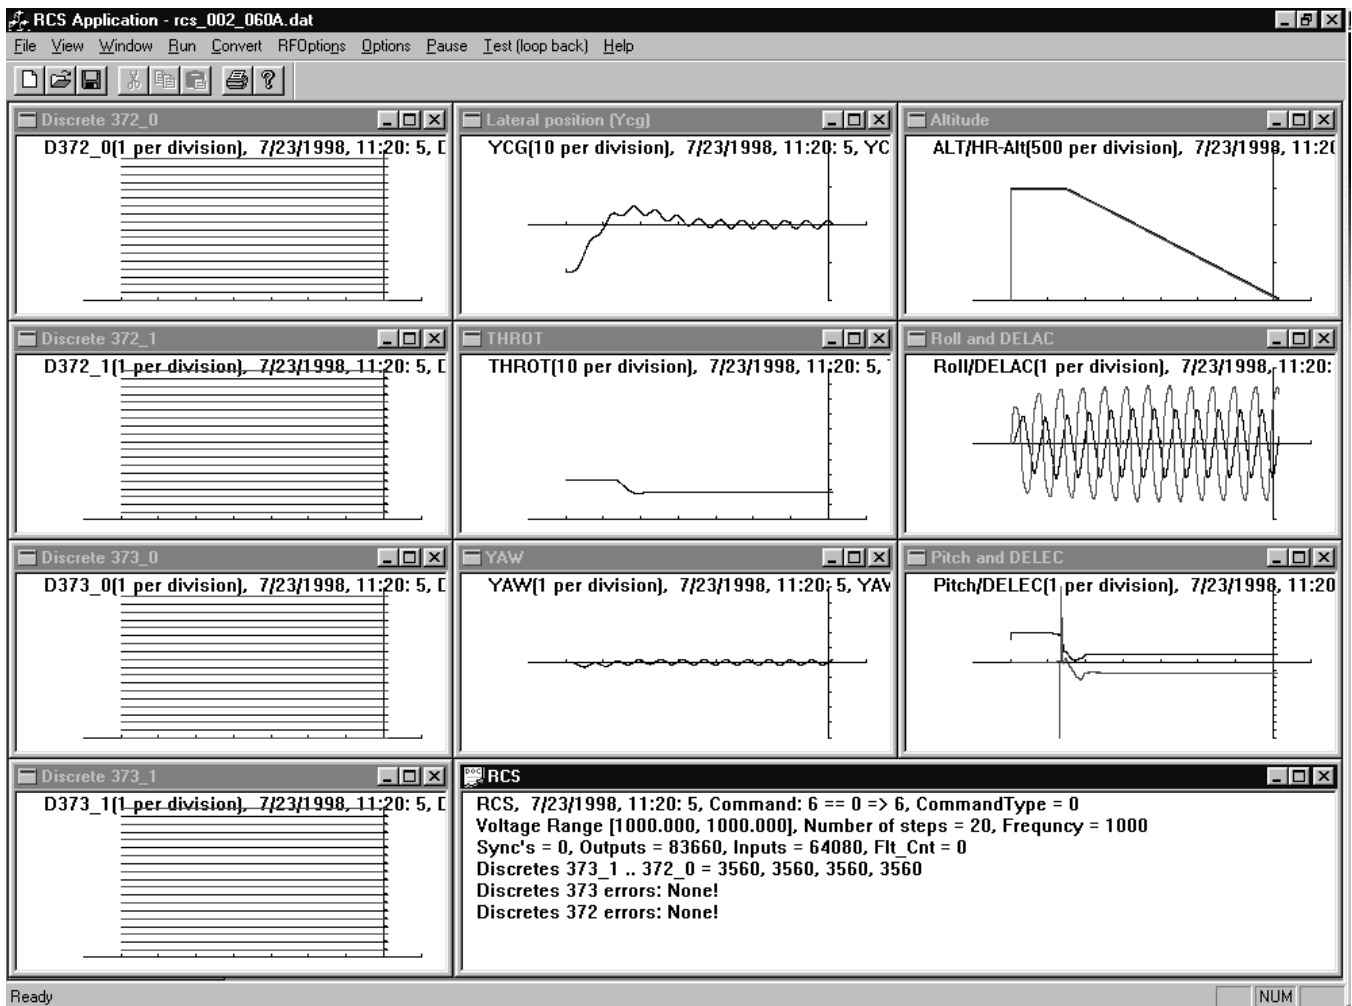 RCS Application - rcs_002_060A.dat
File View Window Run Convert RFOptions Options Pause Test (loop back) Help
Discrete 372_0
D372_0(1 per division), 7/23/1998, 11:20: 5, D
Lateral position (Ycg)
YCG(10 per division), 7/23/1998, 11:20: 5, YC
Altitude
ALT/HR-Alt(500 per division), 7/23/1998, 11:20
Discrete 372_1
D372_1(1 per division), 7/23/1998, 11:20: 5, D
THROT
THROT(10 per division), 7/23/1998, 11:20: 5,
Roll and DELAC
Roll/DELAC(1 per division), 7/23/1998, 11:20:
Discrete 373_0
D373_0(1 per division), 7/23/1998, 11:20: 5, D
YAW
YAW(1 per division), 7/23/1998, 11:20: 5, YAW
Pitch and DELEC
Pitch/DELEC(1 per division), 7/23/1998, 11:20
Discrete 373_1
D373_1(1 per division), 7/23/1998, 11:20: 5, D
RCS
RCS, 7/23/1998, 11:20: 5, Command: 6 == 0 => 6, CommandType = 0
Voltage Range [1000.000, 1000.000], Number of steps = 20, Frequncy = 1000
Sync's = 0, Outputs = 83660, Inputs = 64080, Flt_Cnt = 0
Discretes 373_1 .. 372_0 = 3560, 3560, 3560, 3560
Discretes 373 errors: None!
Discretes 372 errors: None!
Ready
NUM